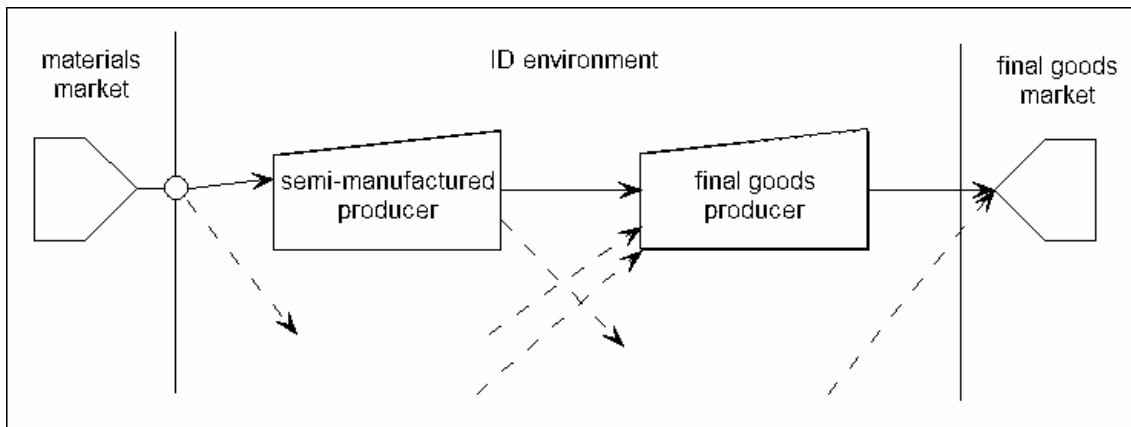 materials
market
ID environment
final goods
market
semi-manufactured
producer
final goods
producer